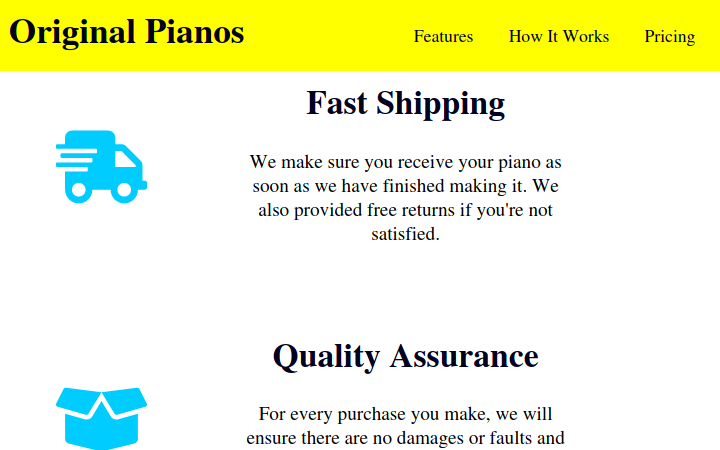 Original Pianos
Features How It Works Pricing
Fast Shipping
We make sure you receive your piano as
soon as we have finished making it. We
also provided free returns if you're not
satisfied.
Quality Assurance
For every purchase you make, we will
ensure there are no damages or faults and